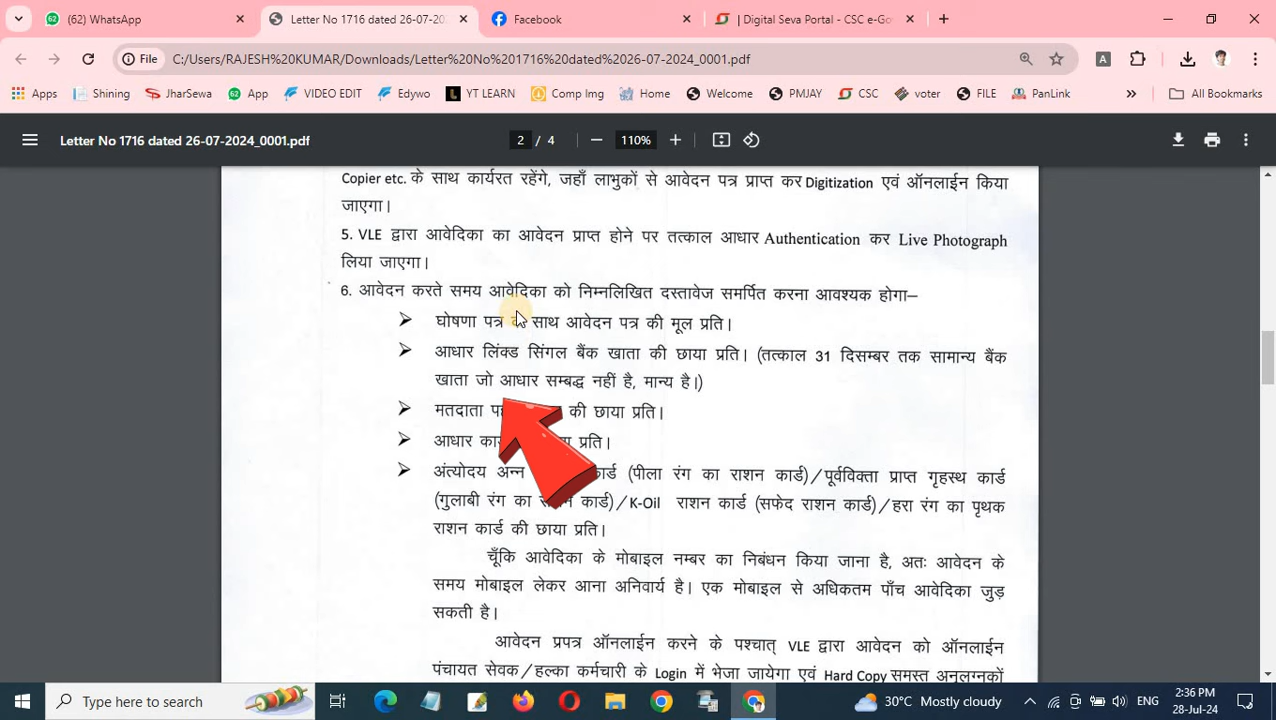 (62) WhatsApp
Letter No 1716 dated 26-07-20
Facebook
| Digital Seva Portal - CSC e-Go
File
C:/Users/RAJESH%20KUMAR/Downloads/Letter%20No%201716%20dated%2026-07-2024_0001.pdf
Apps
Shining
JharSewa
62
App
VIDEO EDIT
Edywo
YT LEARN
Comp Img
Home
Welcome
PMJAY
CSC
voter
FILE
PanLink
All Bookmarks
Letter No 1716 dated 26-07-2024_0001.pdf
2 / 4
110%
Copier etc. के साथ कार्यरत रहेंगे, जहाँ लाभुकों से आवेदन पत्र प्राप्त कर Digitization एवं ऑनलाईन किया
जाएगा।
5. VLE द्वारा आवेदिका का आवेदन प्राप्त होने पर तत्काल आधार Authentication कर Live Photograph
लिया जाएगा।
6. आवेदन करते समय आवेदिका को निम्नलिखित दस्तावेज समर्पित करना आवश्यक होगा–
घोषणा पत्र के साथ आवेदन पत्र की मूल प्रति।
आधार लिंक्ड सिंगल बैंक खाता की छाया प्रति। (तत्काल 31 दिसम्बर तक सामान्य बैंक
खाता जो आधार सम्बद्ध नहीं है, मान्य है।)
मतदाता की छाया प्रति।
आधार प्रति।
अंत्योदय अन्न कार्ड (पीला रंग का राशन कार्ड)/पूर्वविक्ता प्राप्त गृहस्थ कार्ड
(गुलाबी रंग का राशन कार्ड)/K-Oil राशन कार्ड (सफेद राशन कार्ड)/हरा रंग का पृथक
राशन कार्ड की छाया प्रति।
चूँकि आवेदिका के मोबाइल नम्बर का निबंधन किया जाना है, अतः आवेदन के
समय मोबाइल लेकर आना अनिवार्य है। एक मोबाइल से अधिकतम पाँच आवेदिका जुड़
सकती है।
आवेदन प्रपत्र ऑनलाईन करने के पश्चात् VLE द्वारा आवेदन को ऑनलाईन
पंचायत सेवक/हल्का कर्मचारी के Login में भेजा जायेगा एवं Hard Copy समस्त अनुलग्नकों
Type here to search
30°C Mostly cloudy
ENG
2:36 PM
28-Jul-24